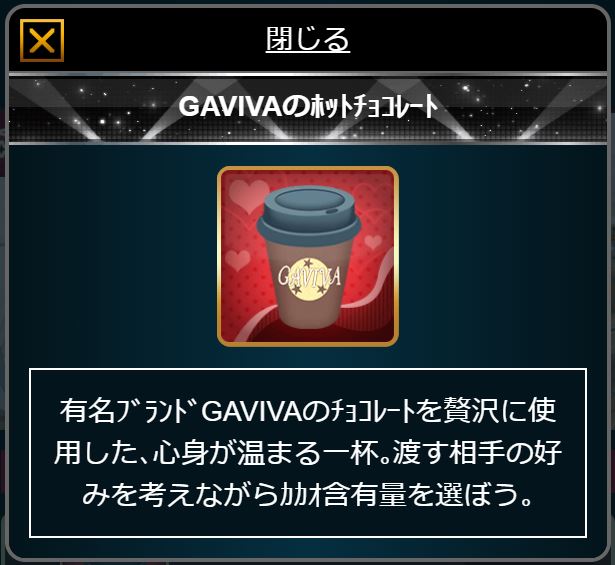 閉じる
GAVIVAのﾎｯﾄﾁｮｺﾚｰﾄ
GAVIVA
有名ﾌﾞﾗﾝﾄﾞGAVIVAのﾁｮｺﾚｰﾄを贅沢に使
用した､心身が温まる一杯｡渡す相手の好
みを考えながらｶｶｵ含有量を選ぼう｡